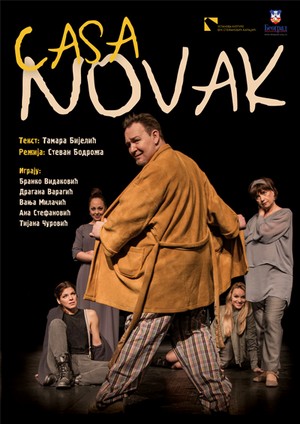 CASA
NOVAK
Београд
Текст: Тамара Бијелић
Режија: Стеван Бодрожа
Играју:
Бранко Видаковић
Драгана Варагић
Вања Милачић
Ана Стефановић
Тијана Чуровић